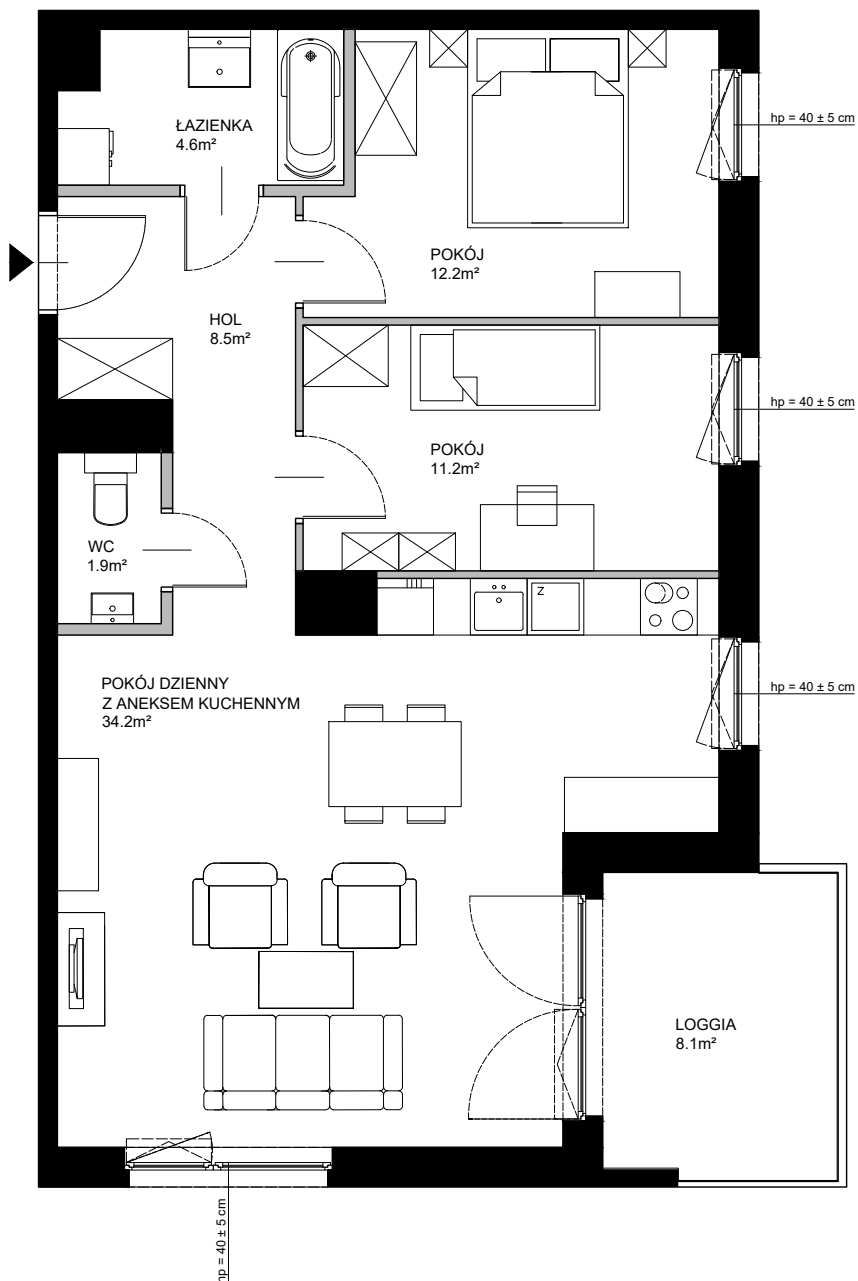 ŁAZIENKA
4.6m²
hp = 40 ± 5 cm
POKÓJ
12.2m²
HOL
8.5m²
hp = 40 ± 5 cm
POKÓJ
11.2m²
WC
1.9m²
Z
POKÓJ DZIENNY
Z ANEKSEM KUCHENNYM
34.2m²
hp = 40 ± 5 cm
LOGGIA
8.1m²
hp = 40 ± 5 cm